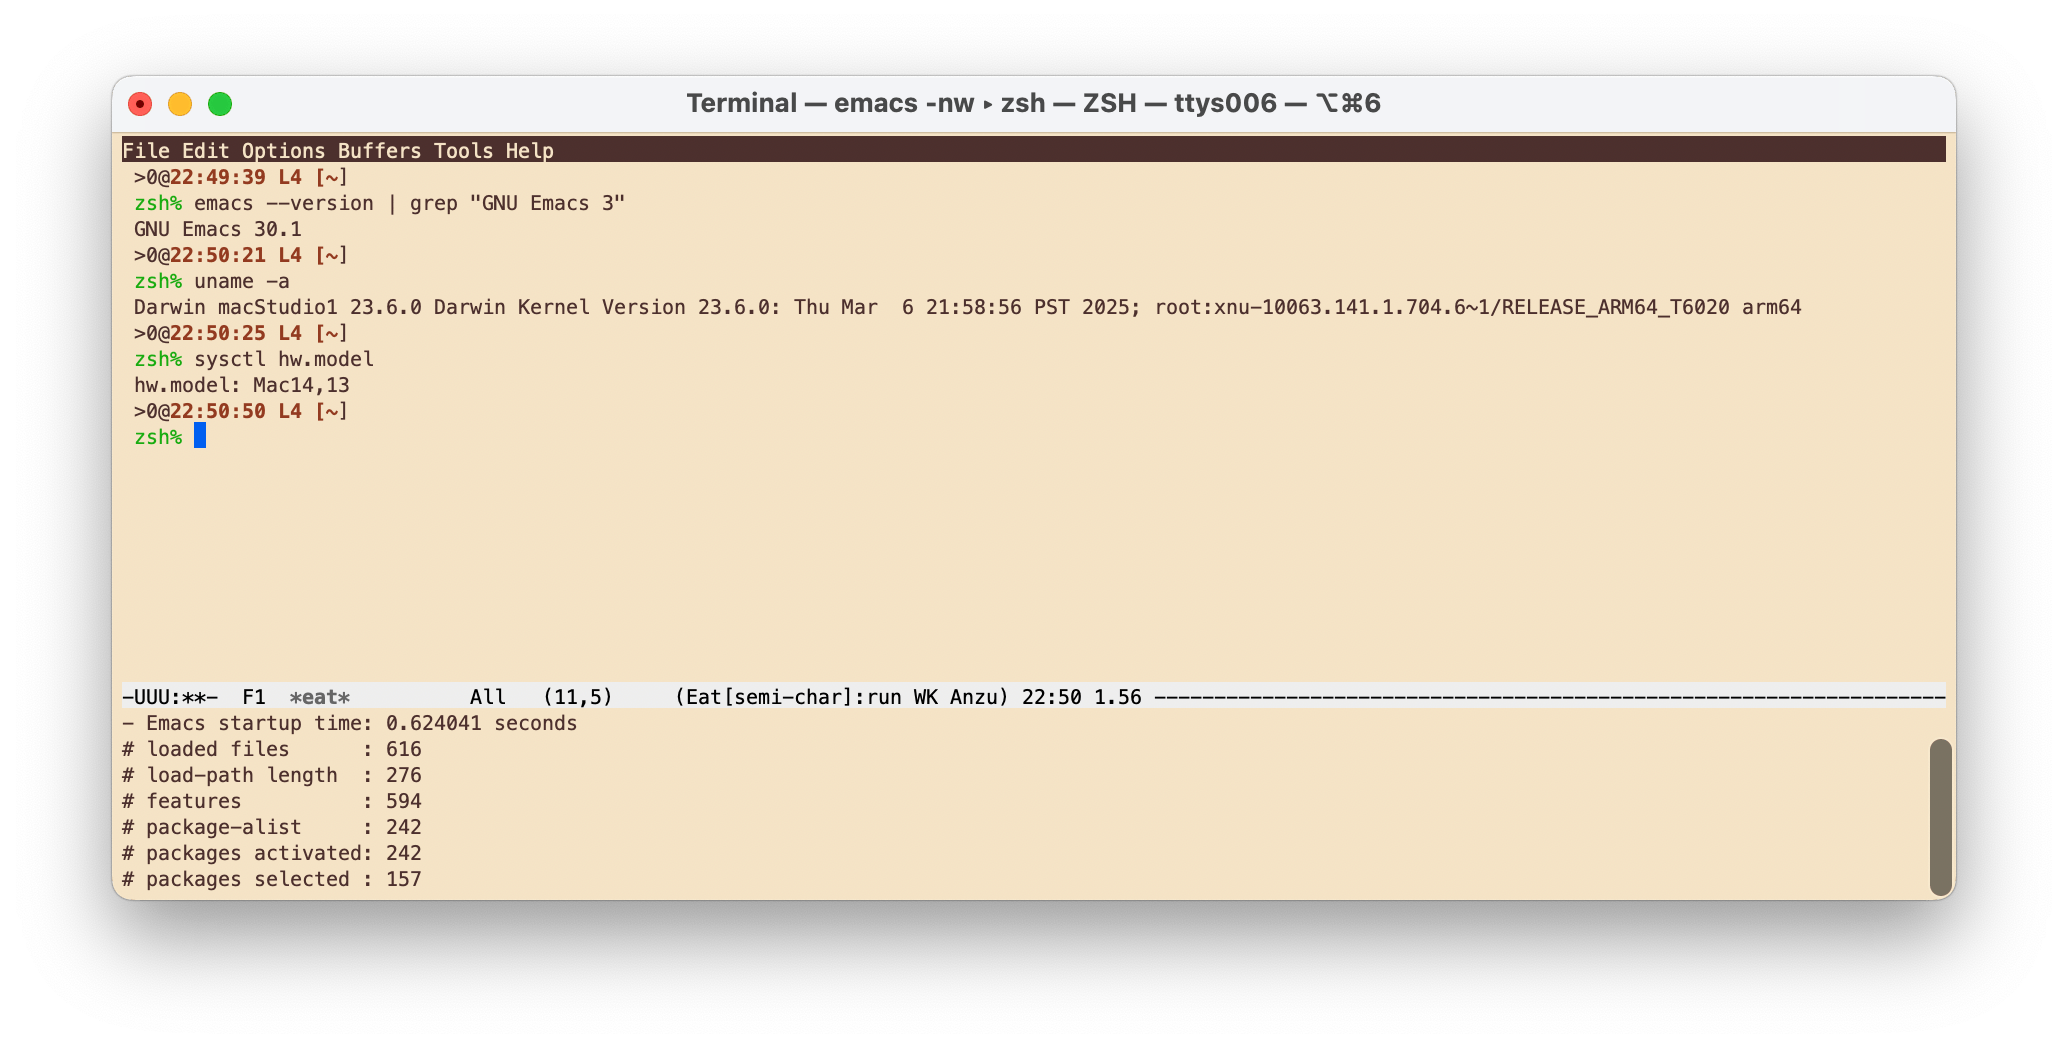 Terminal — emacs -nw ▸ zsh — ZSH — ttys006 — ⌥⌘6
File Edit Options Buffers Tools Help
>0@22:49:39 L4 [~]
zsh% emacs --version | grep "GNU Emacs 3"
GNU Emacs 30.1
>0@22:50:21 L4 [~]
zsh% uname -a
Darwin macStudio1 23.6.0 Darwin Kernel Version 23.6.0: Thu Mar  6 21:58:56 PST 2025; root:xnu-10063.141.1.704.6~1/RELEASE_ARM64_T6020 arm64
>0@22:50:25 L4 [~]
zsh% sysctl hw.model
hw.model: Mac14,13
>0@22:50:50 L4 [~]
zsh%
-UUU:**-  F1  *eat*          All   (11,5)     (Eat[semi-char]:run WK Anzu) 22:50 1.56 ------------------------------------------------------------------
- Emacs startup time: 0.624041 seconds
# loaded files      : 616
# load-path length  : 276
# features          : 594
# package-alist     : 242
# packages activated: 242
# packages selected : 157